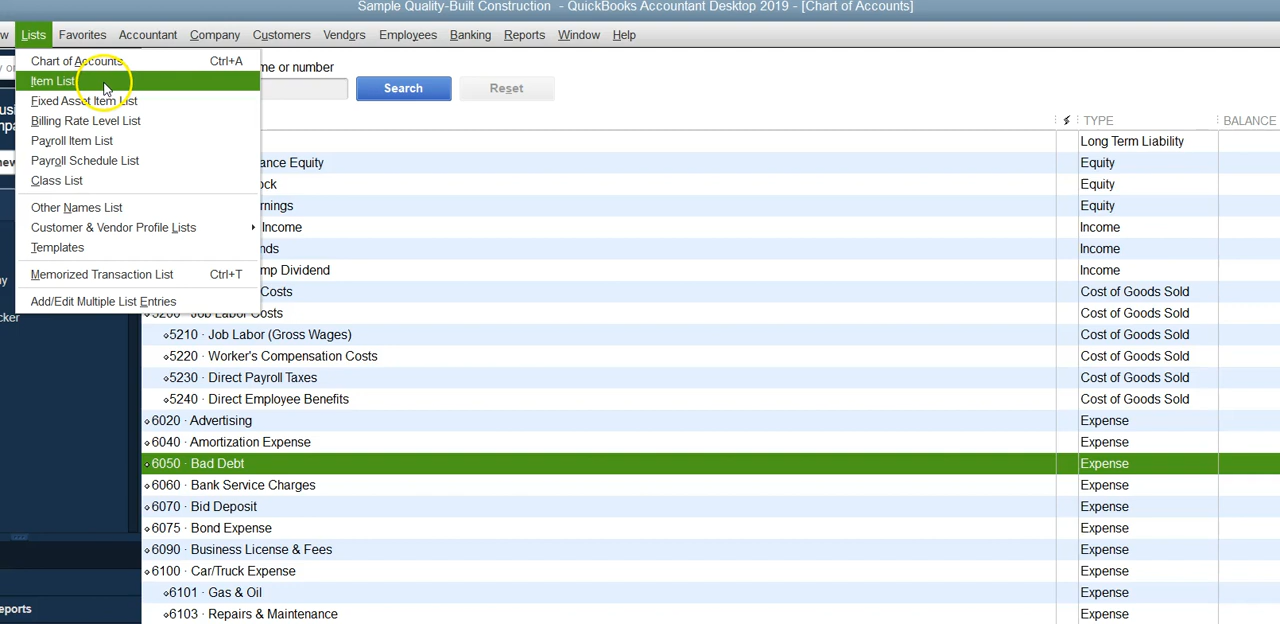 Sample Quality-Built Construction - QuickBooks Accountant Desktop 2019 - [Chart of Accounts]
w Lists Favorites Accountant Company Customers Vendors Employees Banking Reports Window Help
Chart of Accounts Ctrl+A
me or number
Item List
Search Reset
Fixed Asset Item List
Billing Rate Level List
TYPE BALANCE
Payroll Item List
Long Term Liability
Payroll Schedule List
ance Equity Equity
Class List
ock Equity
Other Names List
rnings Equity
Customer & Vendor Profile Lists
Income Income
Templates
nds Income
Memorized Transaction List Ctrl+T
mp Dividend Income
Add/Edit Multiple List Entries
Costs Cost of Goods Sold
cker
5200 · Job Labor Costs Cost of Goods Sold
5210 · Job Labor (Gross Wages) Cost of Goods Sold
5220 · Worker's Compensation Costs Cost of Goods Sold
5230 · Direct Payroll Taxes Cost of Goods Sold
5240 · Direct Employee Benefits Cost of Goods Sold
6020 · Advertising Expense
6040 · Amortization Expense Expense
6050 · Bad Debt Expense
6060 · Bank Service Charges Expense
6070 · Bid Deposit Expense
6075 · Bond Expense Expense
6090 · Business License & Fees Expense
6100 · Car/Truck Expense Expense
6101 · Gas & Oil Expense
eports
6103 · Repairs & Maintenance Expense